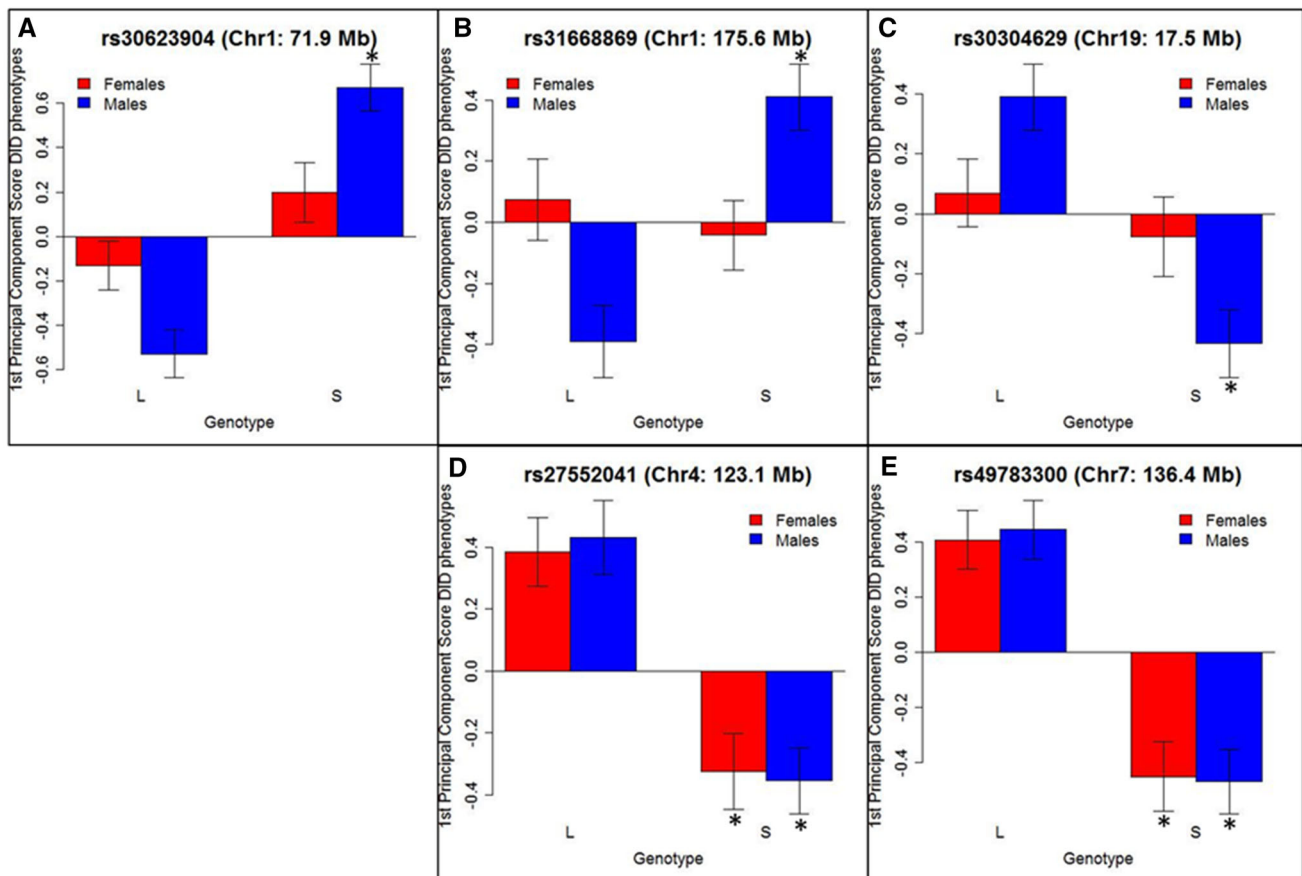 A
rs30623904 (Chr1: 71.9 Mb)
*
Females
Males
1st Principal Component Score DID phenotypes
0.6
0.4
0.2
0.0
-0.2
-0.4
-0.6
L
S
Genotype
B
rs31668869 (Chr1: 175.6 Mb)
*
Females
Males
1st Principal Component Score DID phenotypes
0.4
0.2
0.0
-0.2
-0.4
L
S
Genotype
C
rs30304629 (Chr19: 17.5 Mb)
Females
Males
1st Principal Component Score DID phenotypes
0.4
0.2
0.0
-0.2
-0.4
L
S
*
Genotype
D
rs27552041 (Chr4: 123.1 Mb)
Females
Males
1st Principal Component Score DID phenotypes
0.4
0.2
0.0
-0.2
-0.4
* *
L
S
Genotype
E
rs49783300 (Chr7: 136.4 Mb)
Females
Males
1st Principal Component Score DID phenotypes
0.4
0.2
0.0
-0.2
-0.4
* *
L
S
Genotype